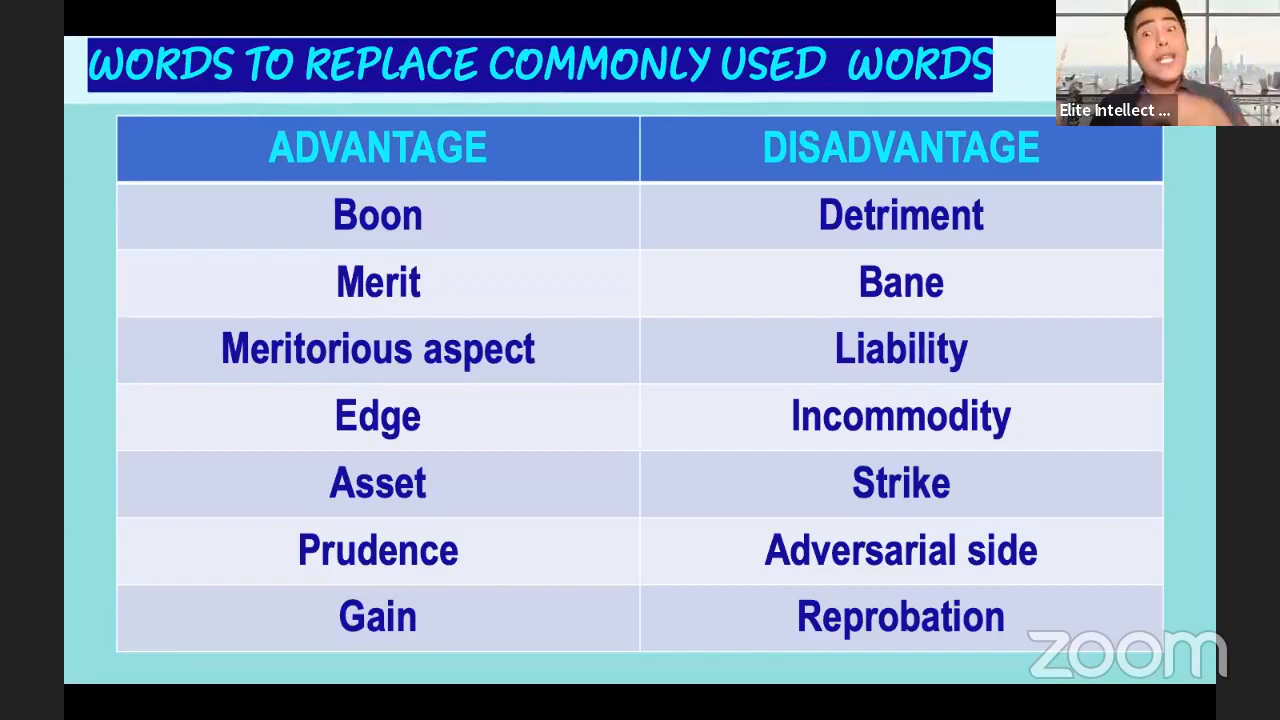 WORDS TO REPLACE COMMONLY USED WORDS
Elite Intellect ...
ADVANTAGE DISADVANTAGE
Boon Detriment
Merit Bane
Meritorious aspect Liability
Edge Incommodity
Asset Strike
Prudence Adversarial side
Gain Reprobation
zoom